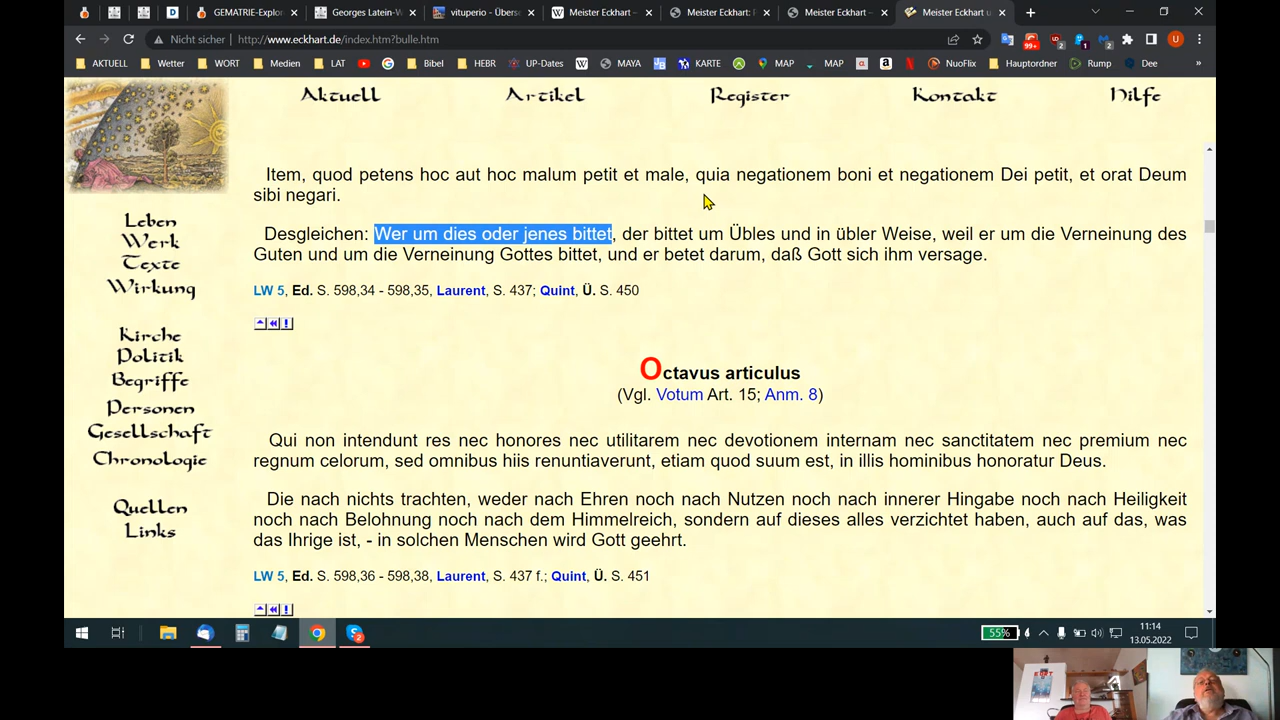 GEMATRIE-Explor
Georges Latein-W
vituperio - Überse
Meister Eckhart –
Meister Eckhart: P
Meister Eckhart –
Meister Eckhart u
Nicht sicher | http://www.eckhart.de/index.htm?bulle.htm
AKTUELL Wetter WORT Medien LAT Bibel HEBR UP-Dates MAYA KARTE MAP MAP NuoFlix Hauptordner Rump Dee »
Aktuell Artikel Register Kontakt Hilfe
Leben
Werk
Texte
Wirkung
Kirche
Politik
Begriffe
Personen
Gesellschaft
Chronologie
Quellen
Links
Item, quod petens hoc aut hoc malum petit et male, quia negationem boni et negationem Dei petit, et orat Deum
sibi negari.
Desgleichen: Wer um dies oder jenes bittet, der bittet um Übles und in übler Weise, weil er um die Verneinung des
Guten und um die Verneinung Gottes bittet, und er betet darum, daß Gott sich ihm versage.
LW 5, Ed. S. 598,34 - 598,35, Laurent, S. 437; Quint, Ü. S. 450
Octavus articulus
(Vgl. Votum Art. 15; Anm. 8)
Qui non intendunt res nec honores nec utilitarem nec devotionem internam nec sanctitatem nec premium nec
regnum celorum, sed omnibus hiis renuntiaverunt, etiam quod suum est, in illis hominibus honoratur Deus.
Die nach nichts trachten, weder nach Ehren noch nach Nutzen noch nach innerer Hingabe noch nach Heiligkeit
noch nach Belohnung noch nach dem Himmelreich, sondern auf dieses alles verzichtet haben, auch auf das, was
das Ihrige ist, - in solchen Menschen wird Gott geehrt.
LW 5, Ed. S. 598,36 - 598,38, Laurent, S. 437 f.; Quint, Ü. S. 451
55%
11:14
13.05.2022